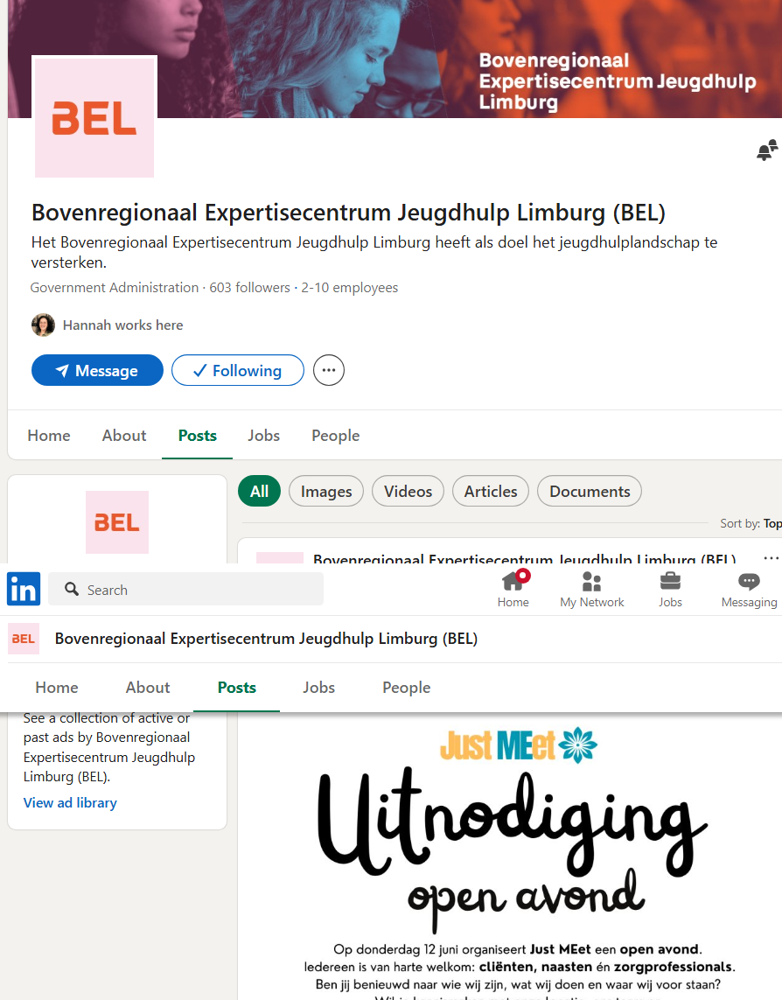 Bovenregionaal
Expertisecentrum Jeugdhulp
Limburg
BEL
Bovenregionaal Expertisecentrum Jeugdhulp Limburg (BEL)
Het Bovenregionaal Expertisecentrum Jeugdhulp Limburg heeft als doel het jeugdhulplandschap te
versterken.
Government Administration · 603 followers · 2-10 employees
Hannah works here
Message
Following
Home
About
Posts
Jobs
People
BEL
All
Images
Videos
Articles
Documents
Sort by: Top
Bovenregionaal Expertisecentrum Jeugdhulp Limburg (BEL)
in
Search
Home
My Network
Jobs
Messaging
BEL
Bovenregionaal Expertisecentrum Jeugdhulp Limburg (BEL)
Home
About
Posts
Jobs
People
See a collection of active or
past ads by Bovenregionaal
Expertisecentrum Jeugdhulp
Limburg (BEL).
View ad library
Just MEet
Uitnodiging
open avond
Op donderdag 12 juni organiseert Just MEet een open avond.
Iedereen is van harte welkom: cliënten, naasten én zorgprofessionals.
Ben jij benieuwd naar wie wij zijn, wat wij doen en waar wij voor staan?